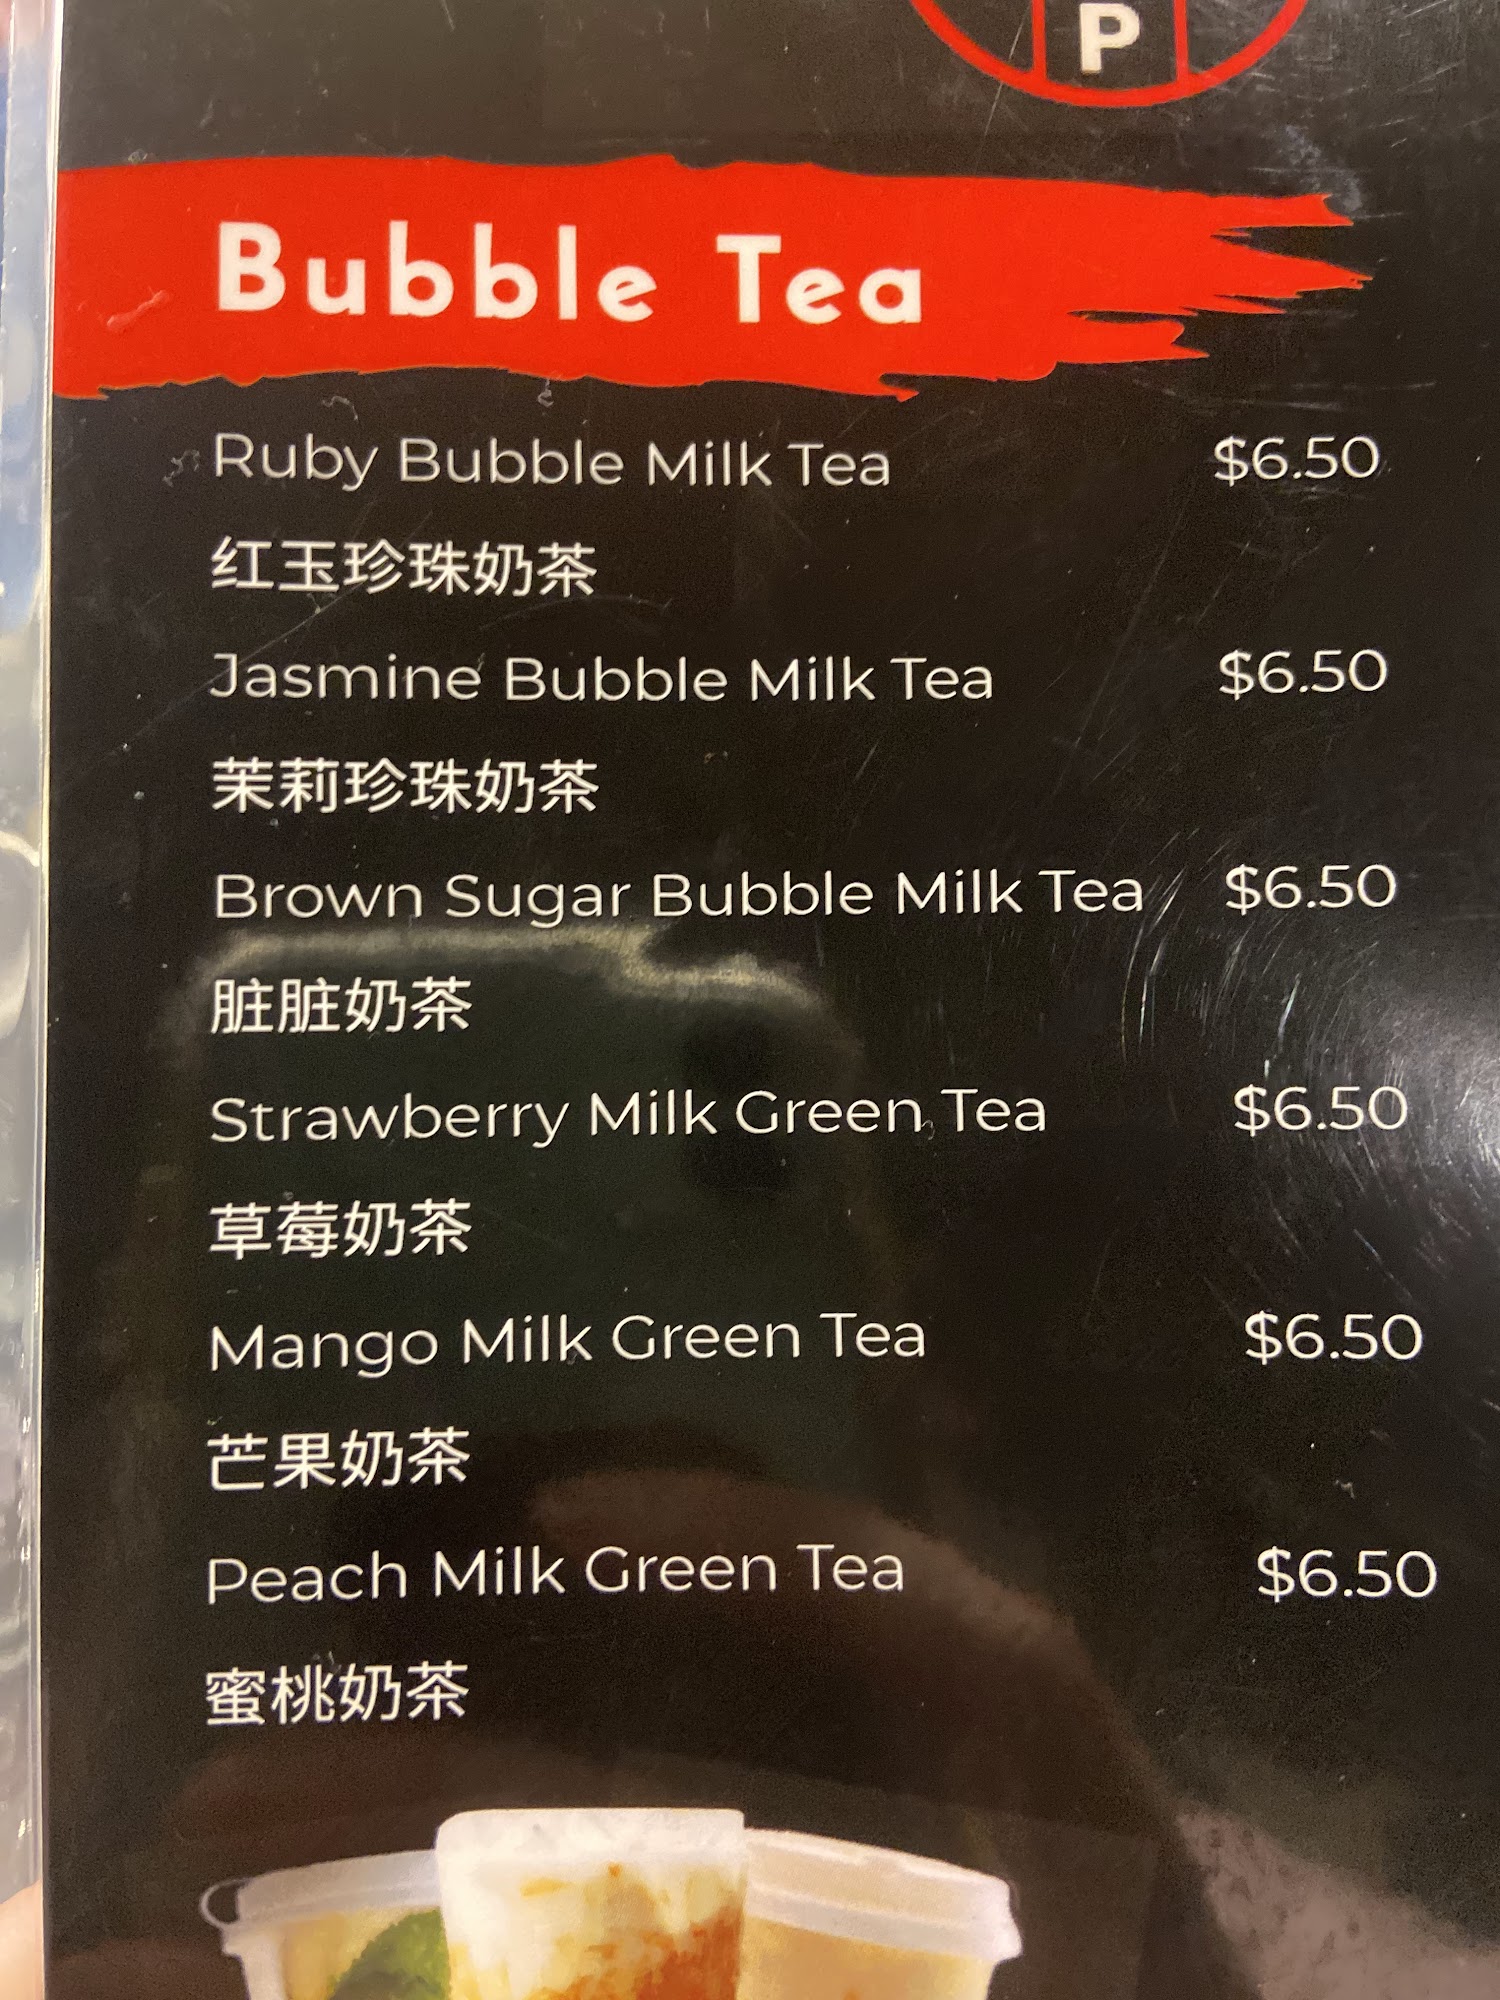 P
Bubble Tea
Ruby Bubble Milk Tea $6.50
红玉珍珠奶茶
Jasmine Bubble Milk Tea $6.50
茉莉珍珠奶茶
Brown Sugar Bubble Milk Tea $6.50
脏脏奶茶
Strawberry Milk Green Tea $6.50
草莓奶茶
Mango Milk Green Tea $6.50
芒果奶茶
Peach Milk Green Tea $6.50
蜜桃奶茶